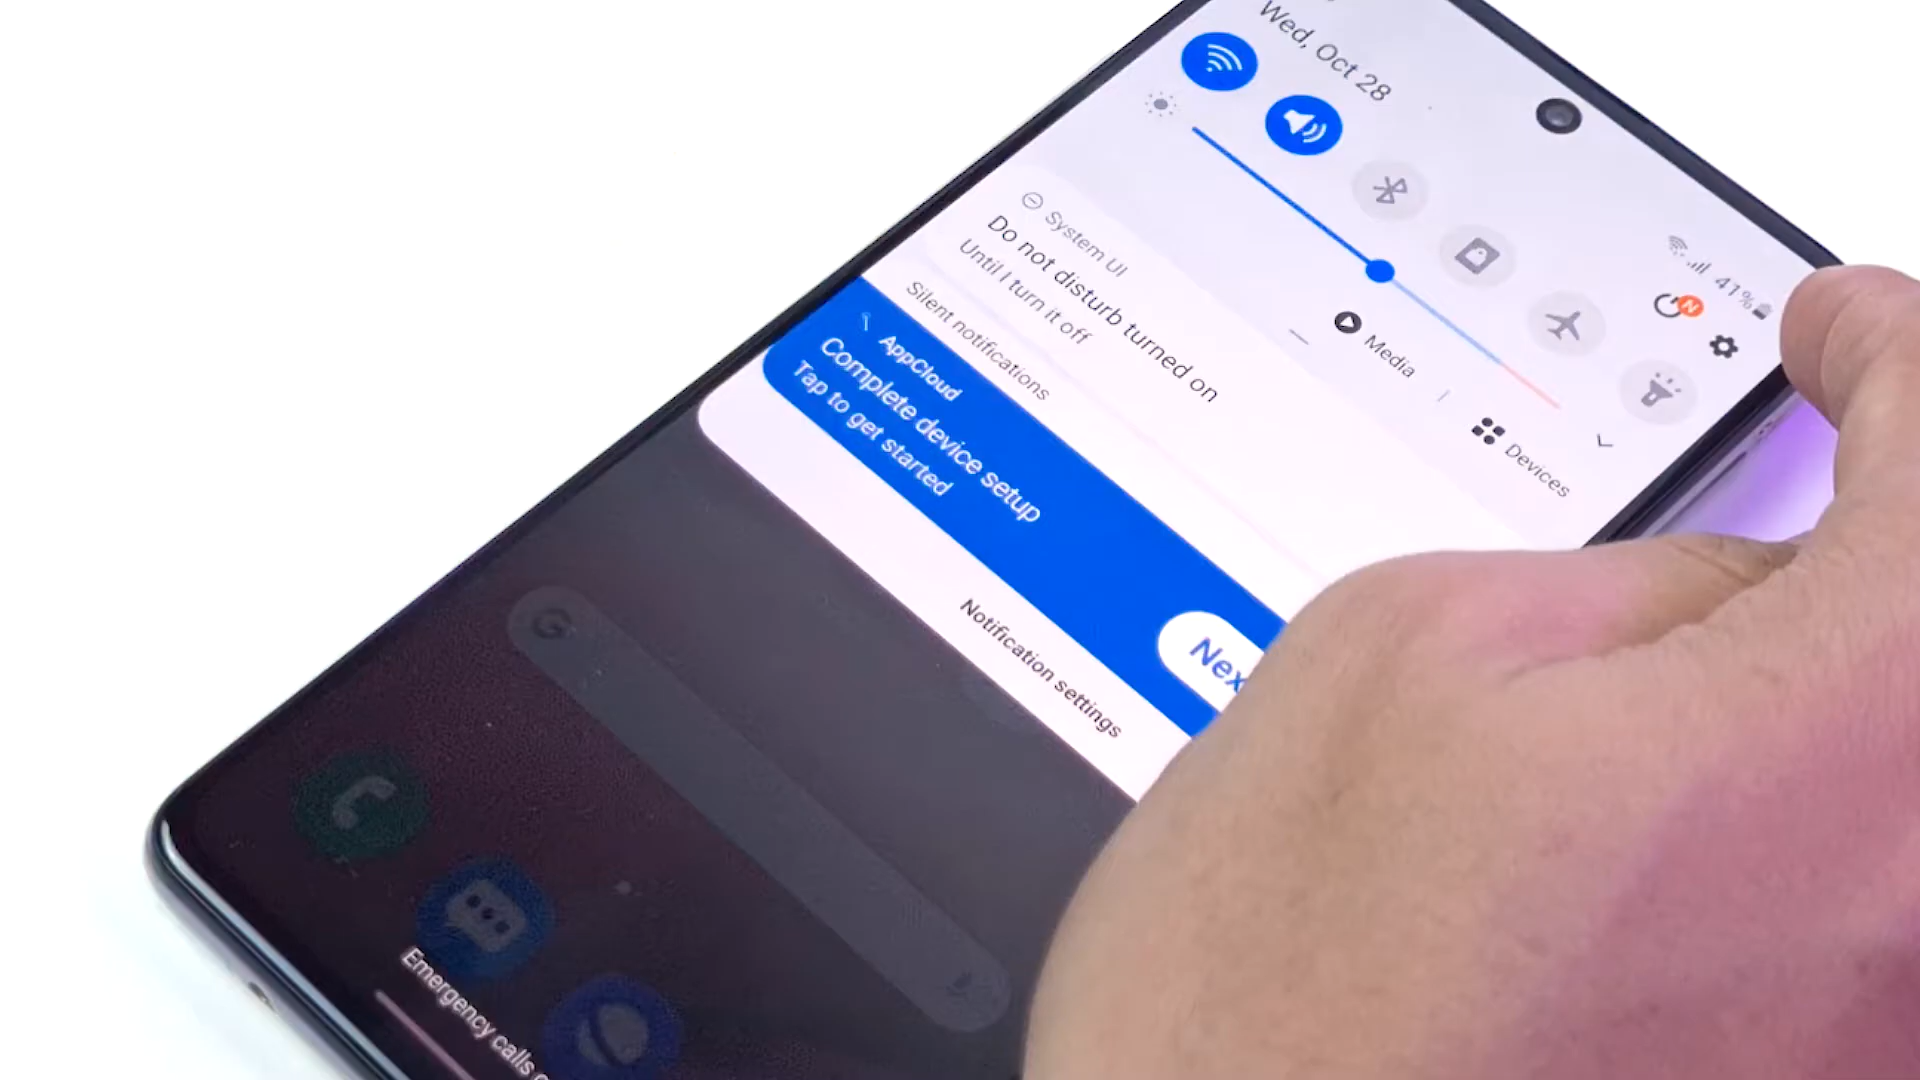 Wed, Oct 28
41%
N
Media
Devices
System UI
Do not disturb turned on
Until I turn it off
Silent notifications
AppCloud
Complete device setup
Tap to get started
Nex
Notification settings
G
Emergency calls